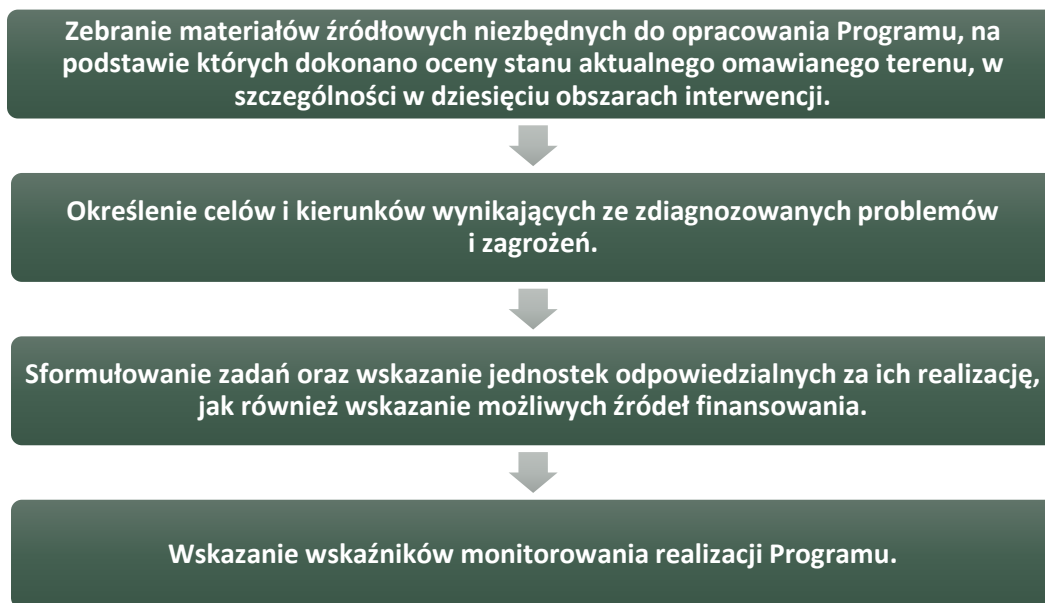 Zebranie materiałów źródłowych niezbędnych do opracowania Programu, na
podstawie których dokonano oceny stanu aktualnego omawianego terenu, w
szczególności w dziesięciu obszarach interwencji.
Określenie celów i kierunków wynikających ze zdiagnozowanych problemów
i zagrożeń.
Sformułowanie zadań oraz wskazanie jednostek odpowiedzialnych za ich realizację,
jak również wskazanie możliwych źródeł finansowania.
Wskazanie wskaźników monitorowania realizacji Programu.